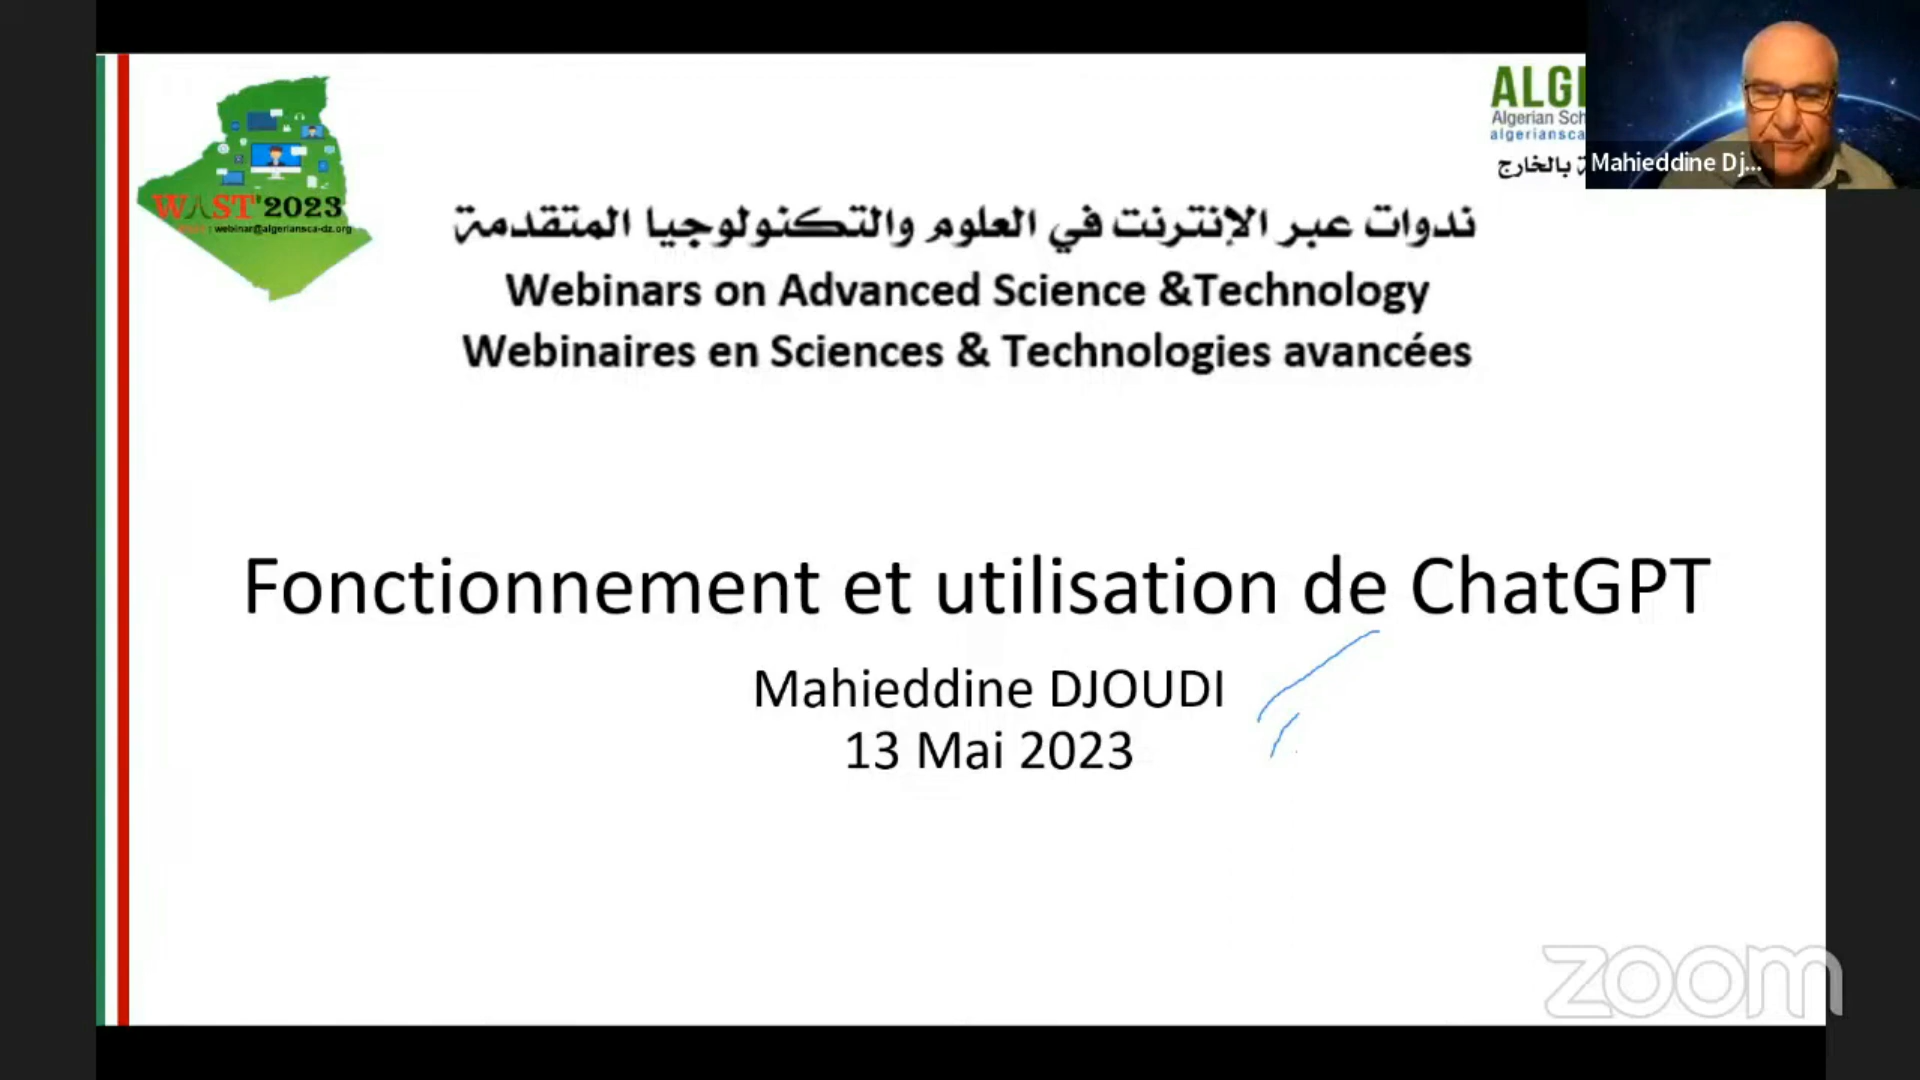 WAST'2023
: webinar@algeriansca-dz.org
ALGE
Algerian Sch
algeriansca
بالخارج
Mahieddine Dj...
ندوات عبر الإنترنت في العلوم والتكنولوجيا المتقدمة
Webinars on Advanced Science &Technology
Webinaires en Sciences & Technologies avancées
Fonctionnement et utilisation de ChatGPT
Mahieddine DJOUDI
13 Mai 2023
zoom